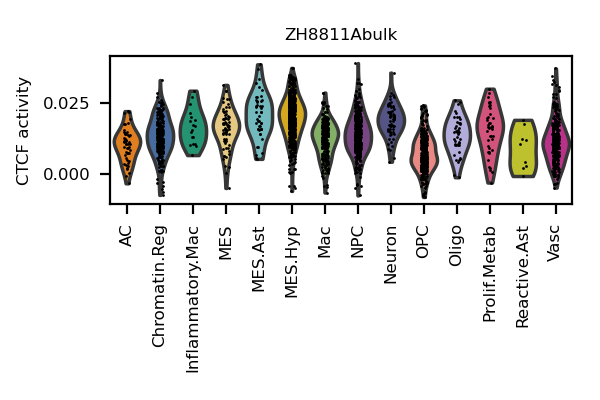 ZH8811Abulk
CTCF activity
0.025
0.000
AC
Chromatin.Reg
Inflammatory.Mac
MES
MES.Ast
MES.Hyp
Mac
NPC
Neuron
OPC
Oligo
Prolif.Metab
Reactive.Ast
Vasc